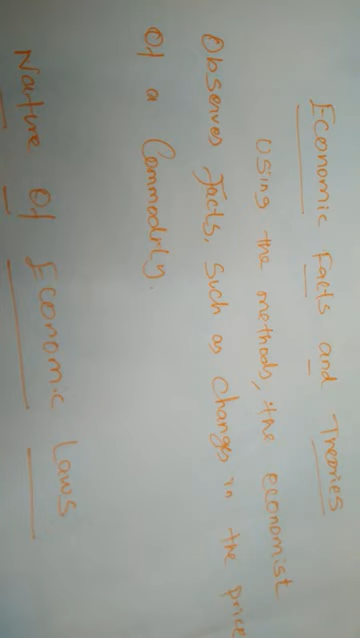 Economic Facts and Theories
Using the methods, the economist
Observes Facts, such as changes in the price
Of a Commodity.
Nature Of Economic Laws